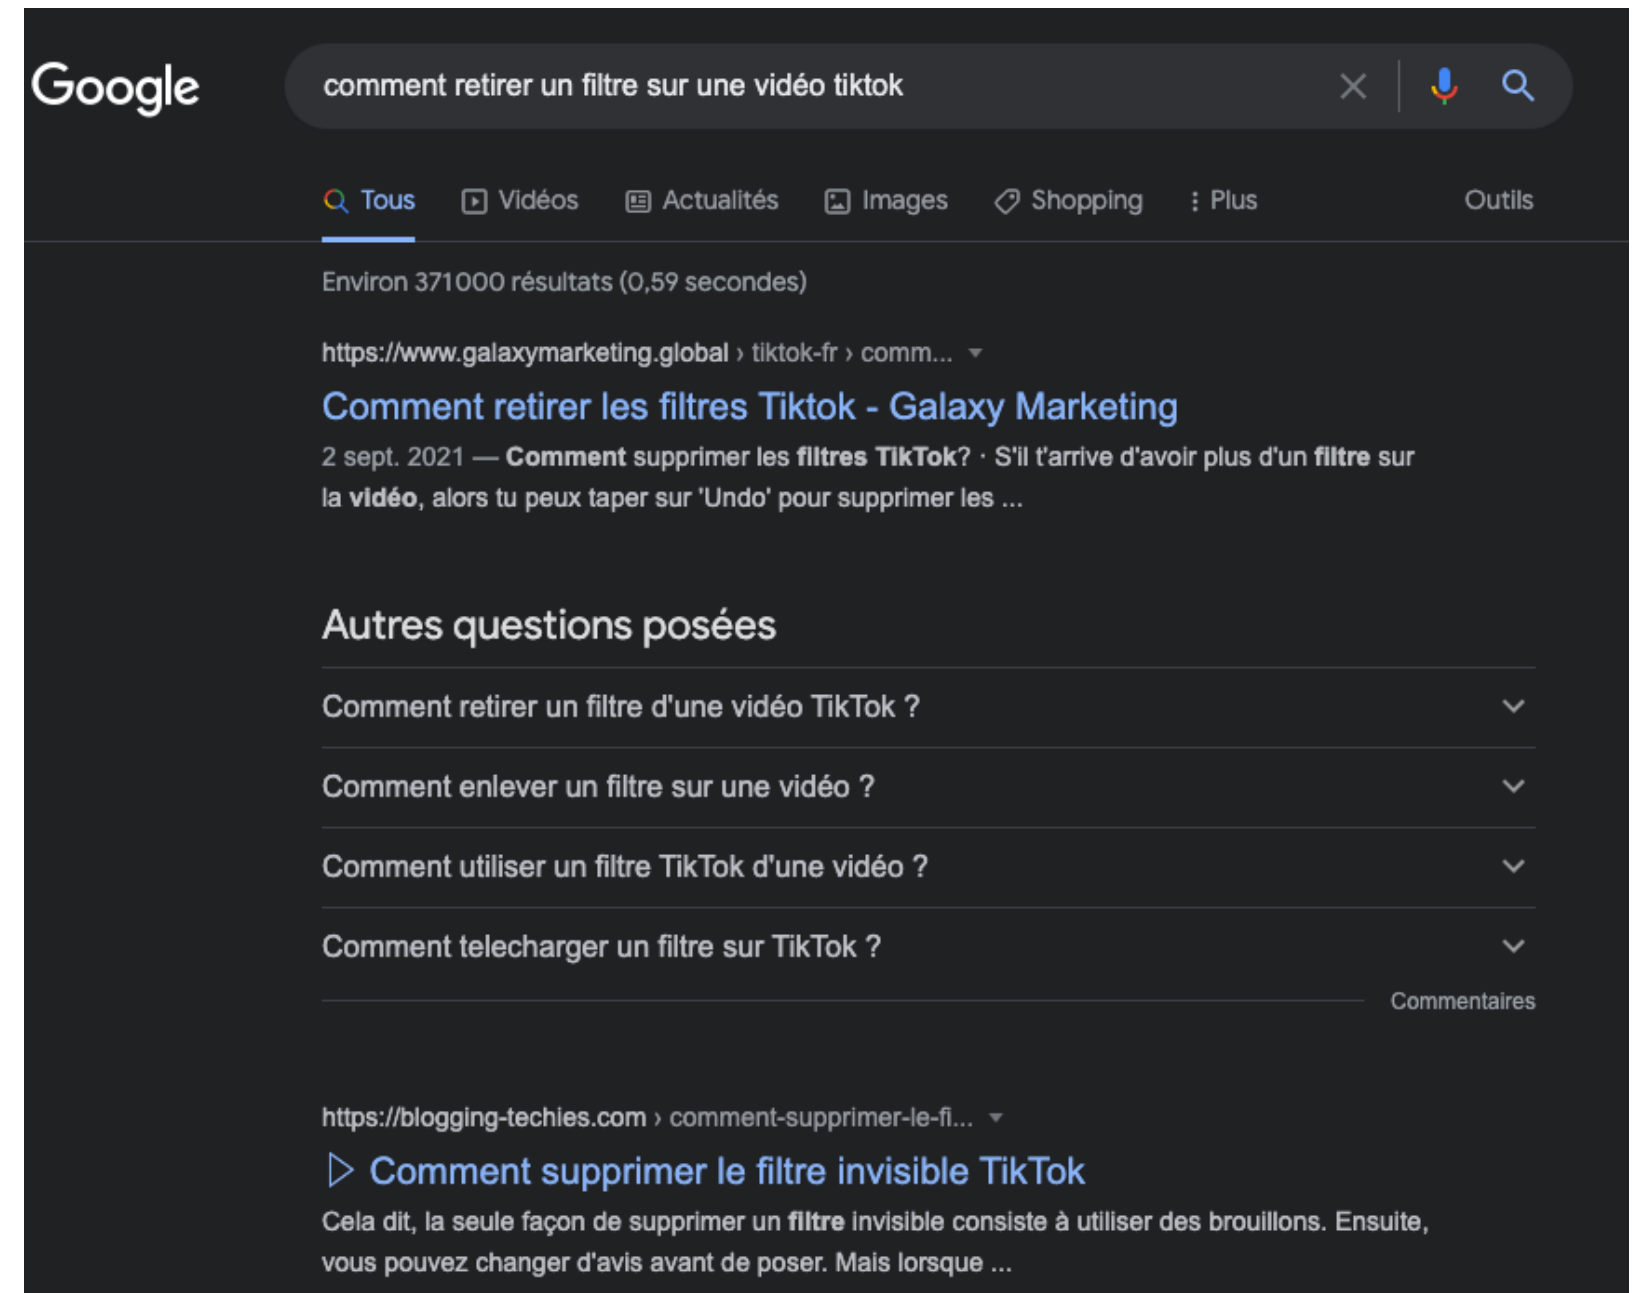 Google
comment retirer un filtre sur une vidéo tiktok
Tous Vidéos Actualités Images Shopping Plus Outils
Environ 371 000 résultats (0,59 secondes)
https://www.galaxymarketing.global › tiktok-fr › comm...
Comment retirer les filtres Tiktok - Galaxy Marketing
2 sept. 2021 — Comment supprimer les filtres TikTok? · S'il t'arrive d'avoir plus d'un filtre sur
la vidéo, alors tu peux taper sur 'Undo' pour supprimer les ...
Autres questions posées
Comment retirer un filtre d'une vidéo TikTok ?
Comment enlever un filtre sur une vidéo ?
Comment utiliser un filtre TikTok d'une vidéo ?
Comment telecharger un filtre sur TikTok ?
Commentaires
https://blogging-techies.com › comment-supprimer-le-fi...
▷ Comment supprimer le filtre invisible TikTok
Cela dit, la seule façon de supprimer un filtre invisible consiste à utiliser des brouillons. Ensuite,
vous pouvez changer d'avis avant de poser. Mais lorsque ...